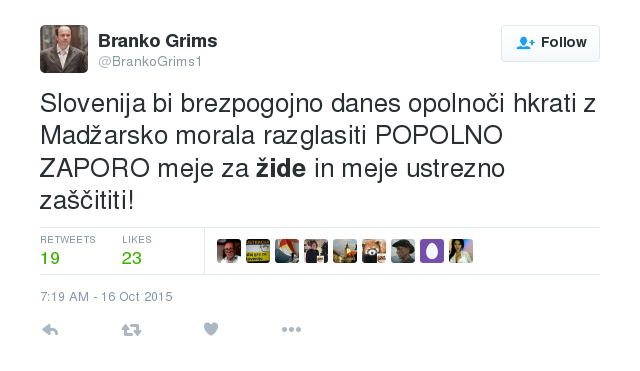 Branko Grims
@BrankoGrims1
Follow
Slovenija bi brezpogojno danes opolnoči hkrati z
Madžarsko morala razglasiti POPOLNO
ZAPORO meje za žide in meje ustrezno
zaščititi!
RETWEETS LIKES
19 23
7:19 AM - 16 Oct 2015